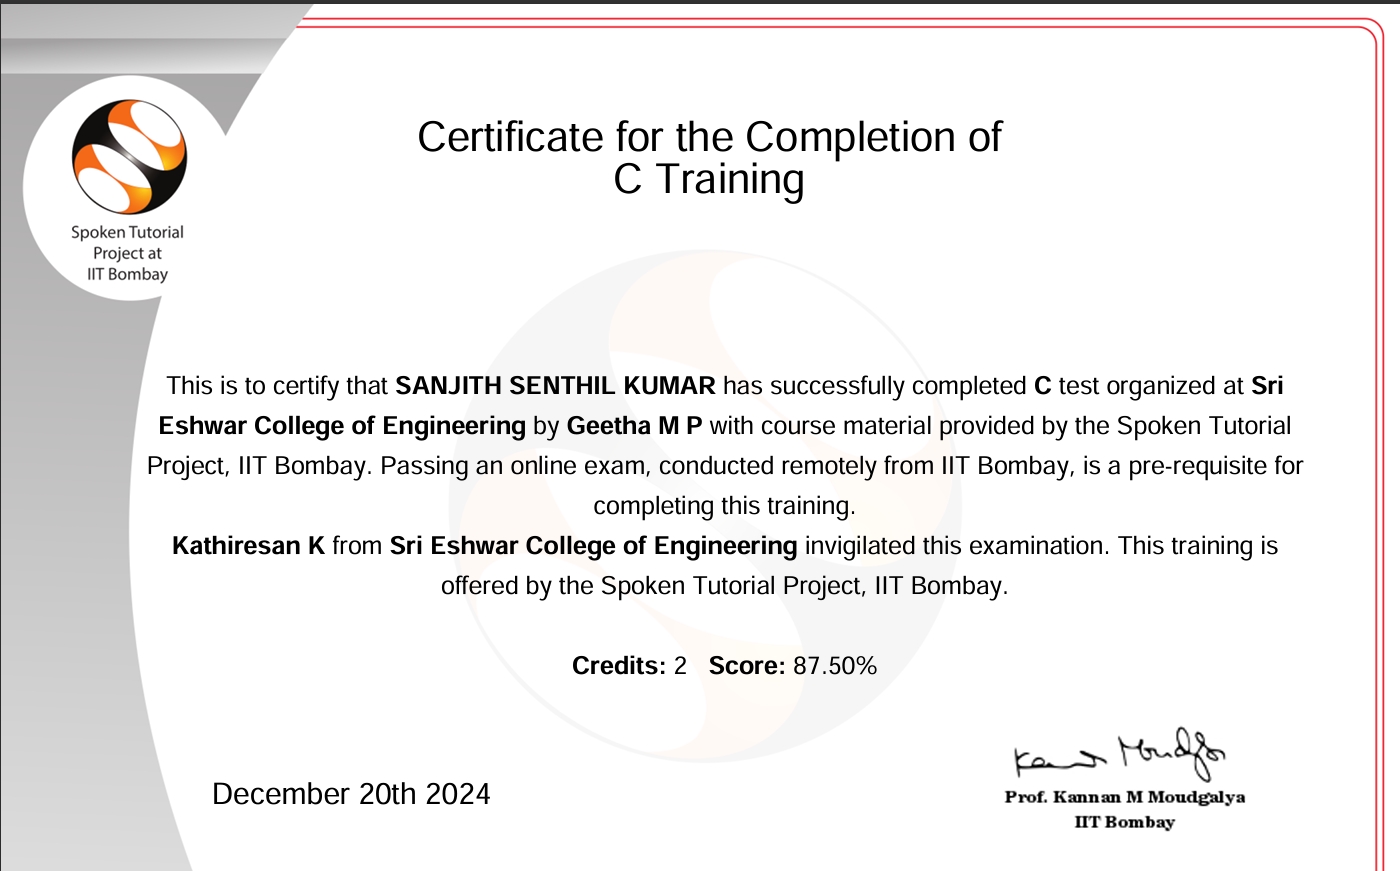 Spoken Tutorial
Project at
IIT Bombay
Certificate for the Completion of
C Training
This is to certify that SANJITH SENTHIL KUMAR has successfully completed C test organized at Sri
Eshwar College of Engineering by Geetha M P with course material provided by the Spoken Tutorial
Project, IIT Bombay. Passing an online exam, conducted remotely from IIT Bombay, is a pre-requisite for
completing this training.
Kathiresan K from Sri Eshwar College of Engineering invigilated this examination. This training is
offered by the Spoken Tutorial Project, IIT Bombay.
Credits: 2 Score: 87.50%
December 20th 2024
Prof. Kannan M Moudgalya
IIT Bombay